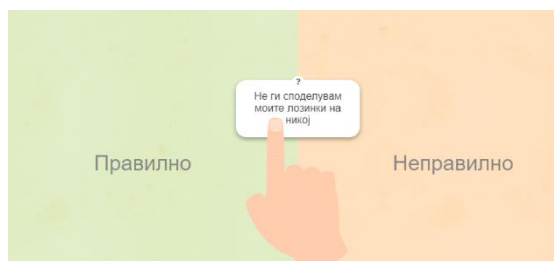 ?
Не ги споделувам
моите лозинки на
никој
Правилно
Неправилно